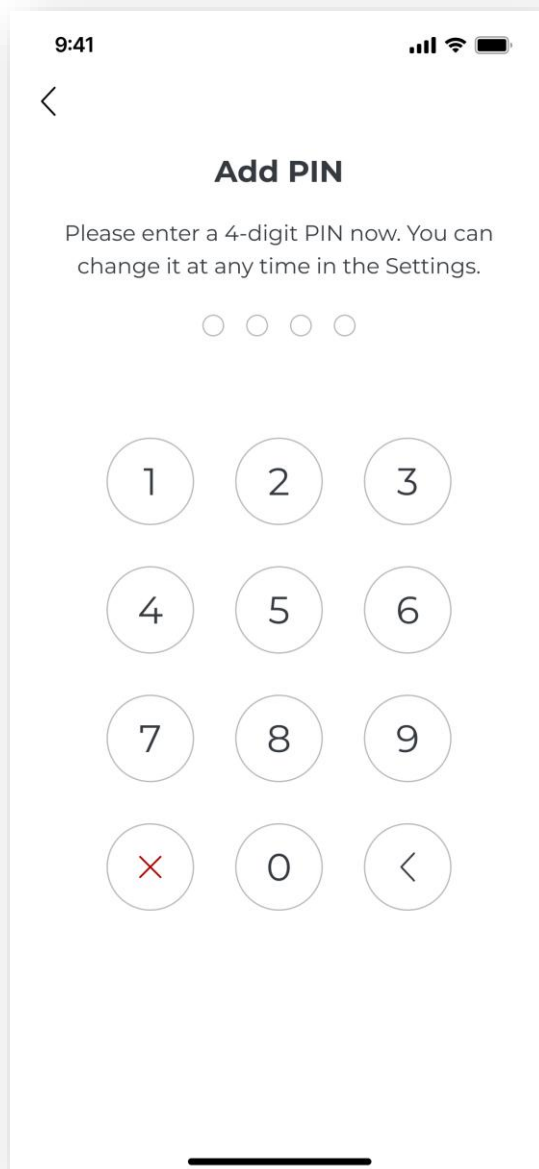 9:41
Add PIN
Please enter a 4-digit PIN now. You can
change it at any time in the Settings.
1 2 3
4 5 6
7 8 9
0